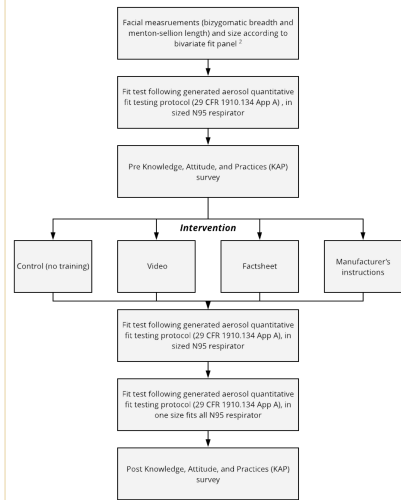 Facial measruements (bizygomatic breadth and
menton-sellion length) and size according to
bivariate fit panel 2
Fit test following generated aerosol quantitative
fit testing protocol (29 CFR 1910.134 App A) , in
sized N95 respirator
Pre Knowledge, Attitude, and Practices (KAP)
survey
Intervention
Control (no training)
Video
Factsheet
Manufacturer's
instructions
Fit test following generated aerosol quantitative
fit testing protocol (29 CFR 1910.134 App A), in
sized N95 respirator
Fit test following generated aerosol quantitative
fit testing protocol (29 CFR 1910.134 App A), in
one size fits all N95 respirator
Post Knowledge, Attitude, and Practices (KAP)
survey